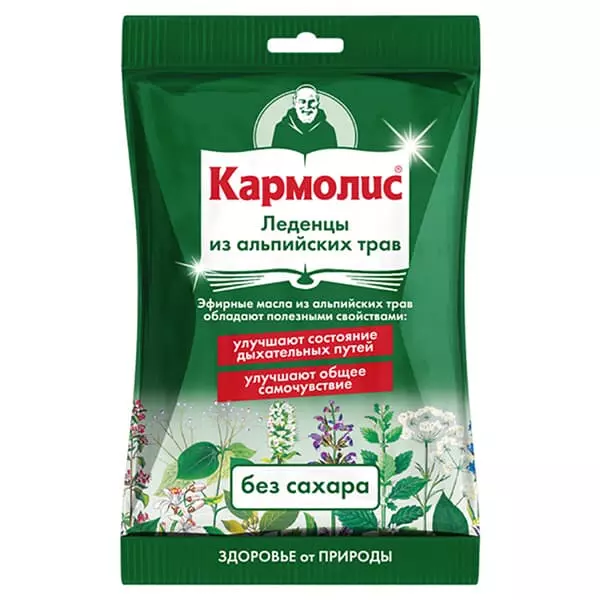 Кармолис®
Леденцы
из альпийских трав
Эфирные масла из альпийских трав
обладают полезными свойствами:
улучшают состояние
дыхательных путей
улучшают общее
самочувствие
без сахара
ЗДОРОВЬЕ от ПРИРОДЫ